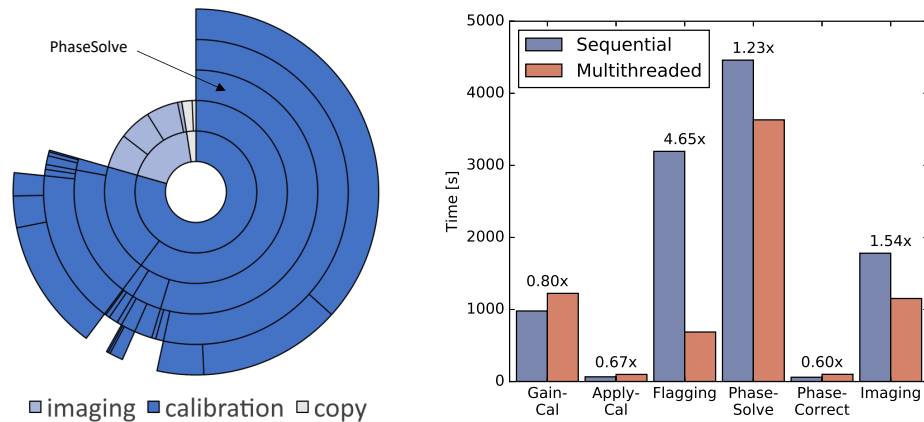 PhaseSolve
imaging calibration copy
5000
4000
3000
2000
1000
0
Time [s]
Sequential
Multithreaded
0.80x
0.67x
4.65x
1.23x
0.60x
1.54x
Gain-
Cal
Apply-
Cal
Flagging
Phase-
Solve
Phase-
Correct
Imaging